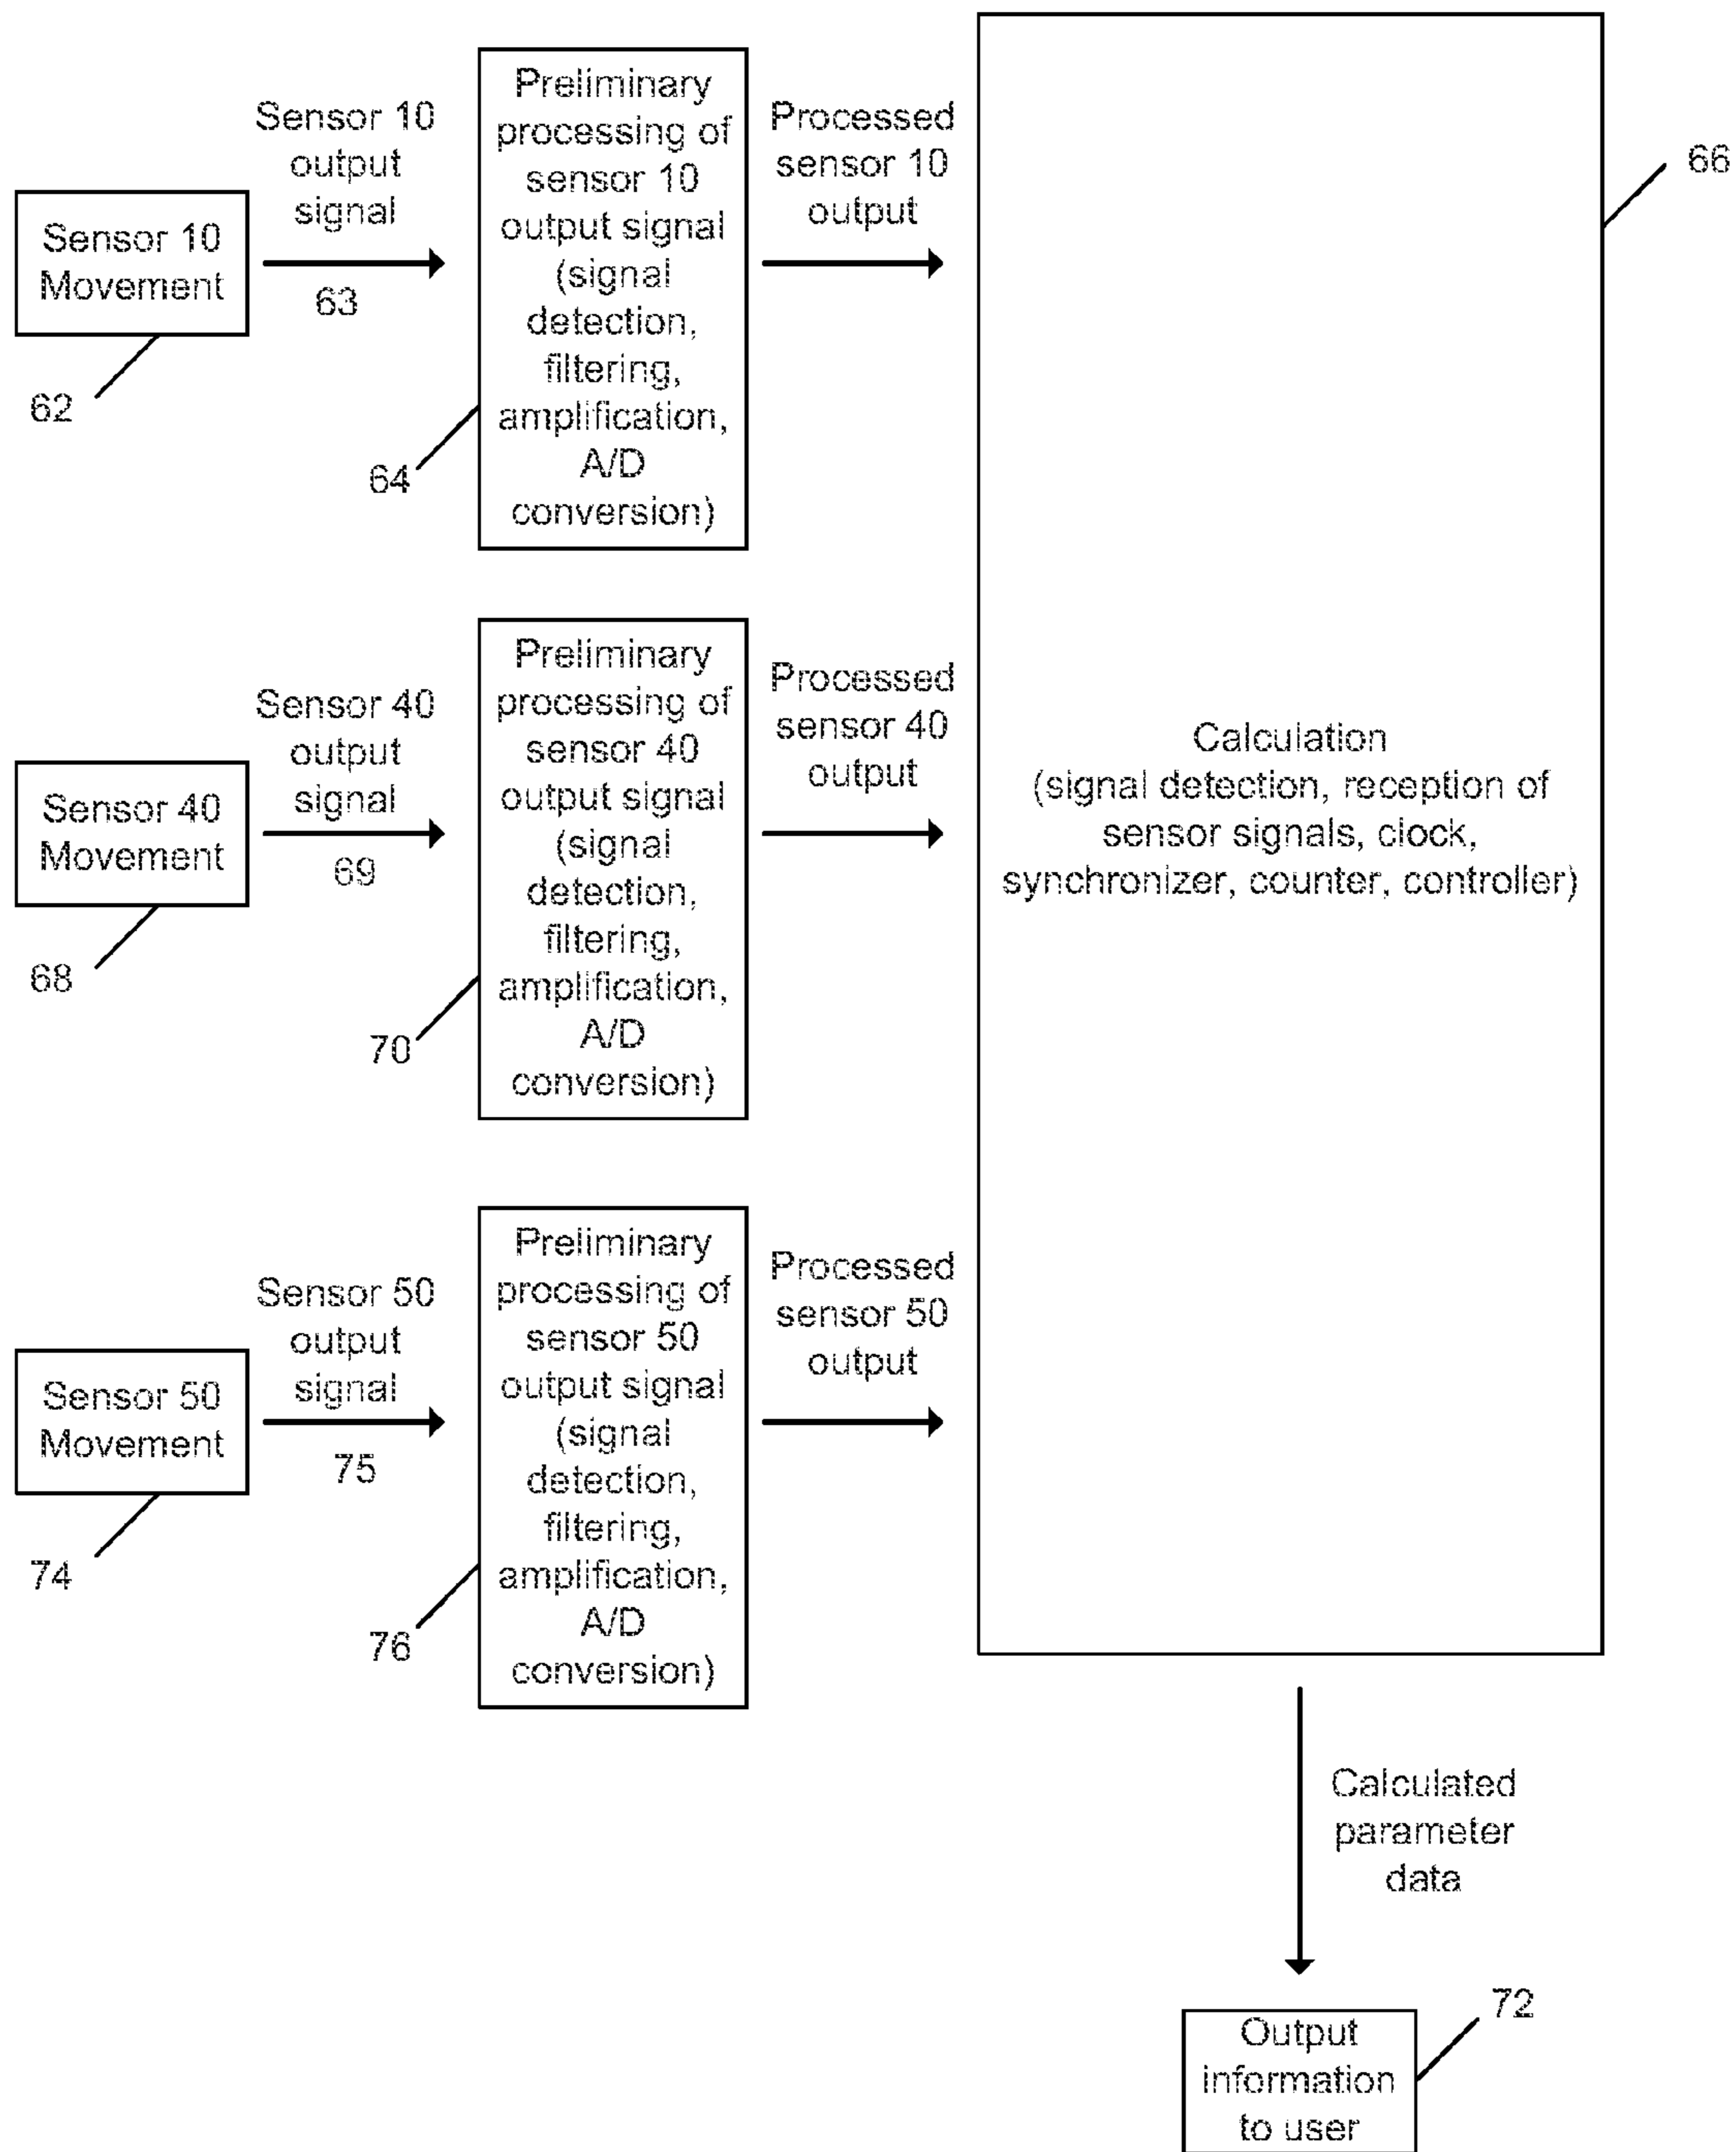 Sensor 10
Movement
62
Sensor 10
output
signal
63
Preliminary
processing of
sensor 10
output signal
(signal
detection,
filtering,
amplification,
A/D
conversion)
64
Processed
sensor 10
output
Sensor 40
Movement
68
Sensor 40
output
signal
69
Preliminary
processing of
sensor 40
output signal
(signal
detection,
filtering,
amplification,
A/D
conversion)
70
Processed
sensor 40
output
Sensor 50
Movement
74
Sensor 50
output
signal
75
Preliminary
processing of
sensor 50
output signal
(signal
detection,
filtering,
amplification,
A/D
conversion)
76
Processed
sensor 50
output
Calculation
(signal detection, reception of
sensor signals, clock,
synchronizer, counter, controller)
66
Calculated
parameter
data
Output
information
to user
72